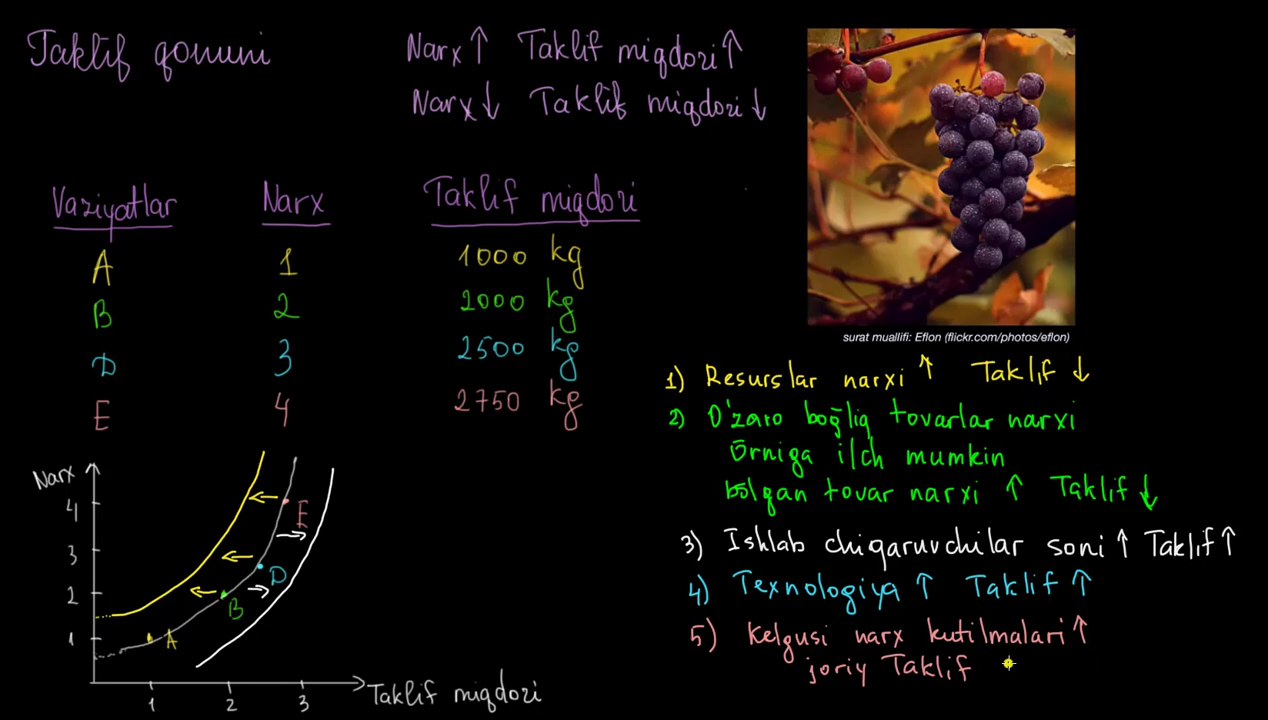 Taklif qonuni
Narx ↑ Taklif miqdori ↑
Narx ↓ Taklif miqdori ↓
Vaziyatlar Narx Taklif miqdori
A 1 1000 kg
B 2 2000 kg
D 3 2500 kg
E 4 2750 kg
surat muallifi: Eflon (flickr.com/photos/eflon)
1) Resurslar narxi ↑ Taklif ↓
2) O'zaro bog'liq tovarlar narxi
O'rniga ilch mumkin
bo'lgan tovar narxi ↑ Taklif ↓
3) Ishlab chiqaruvchilar soni ↑ Taklif ↑
4) Texnologiya ↑ Taklif ↑
5) Kelgusi narx kutilmalari ↑
joriy Taklif
Narx
4
3
2
1
A
B
D
E
1 2 3
Taklif miqdori